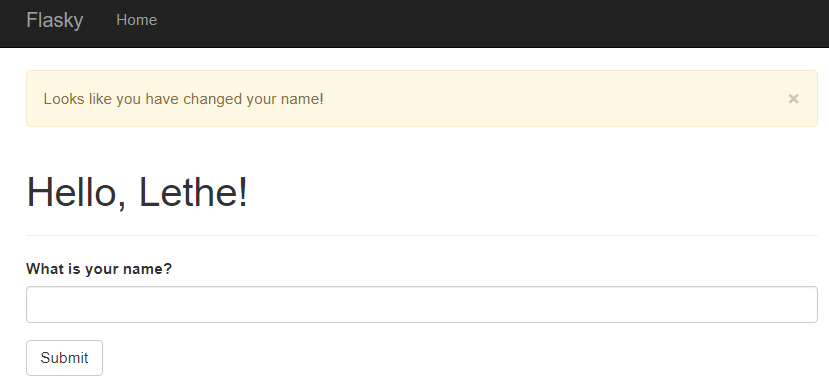 Flasky Home
Looks like you have changed your name! ×
Hello, Lethe!
What is your name?
Submit